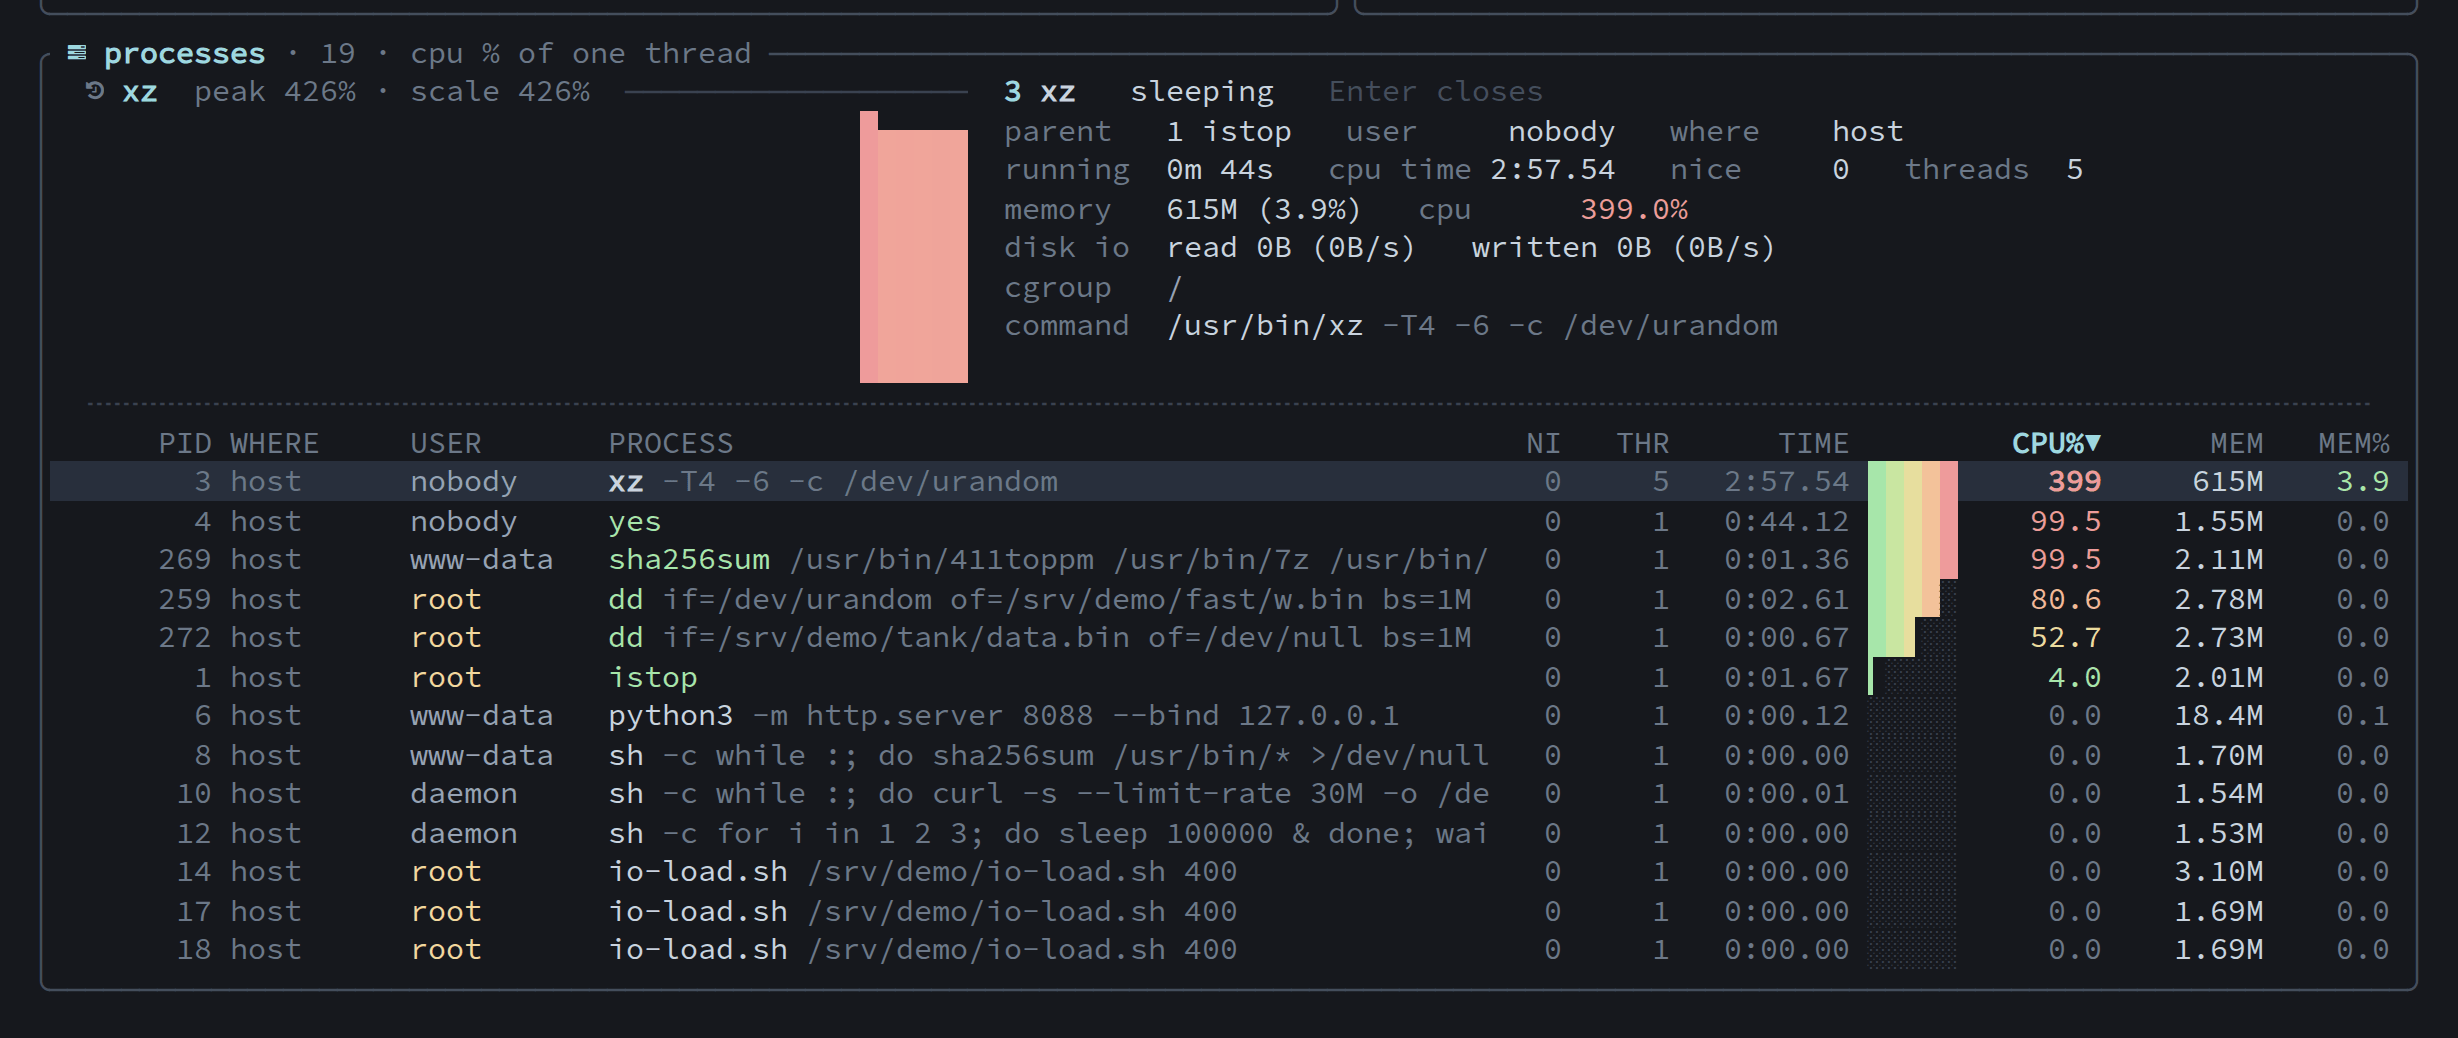 processes · 19 · cpu % of one thread
xz peak 426% · scale 426%
3 xz sleeping Enter closes
parent 1 istop user nobody where host
running 0m 44s cpu time 2:57.54 nice 0 threads 5
memory 615M (3.9%) cpu 399.0%
disk io read 0B (0B/s) written 0B (0B/s)
cgroup /
command /usr/bin/xz -T4 -6 -c /dev/urandom
PID WHERE USER PROCESS NI THR TIME CPU%▼ MEM MEM%
3 host nobody xz -T4 -6 -c /dev/urandom 0 5 2:57.54 399 615M 3.9
4 host nobody yes 0 1 0:44.12 99.5 1.55M 0.0
269 host www-data sha256sum /usr/bin/411toppm /usr/bin/7z /usr/bin/ 0 1 0:01.36 99.5 2.11M 0.0
259 host root dd if=/dev/urandom of=/srv/demo/fast/w.bin bs=1M 0 1 0:02.61 80.6 2.78M 0.0
272 host root dd if=/srv/demo/tank/data.bin of=/dev/null bs=1M 0 1 0:00.67 52.7 2.73M 0.0
1 host root istop 0 1 0:01.67 4.0 2.01M 0.0
6 host www-data python3 -m http.server 8088 --bind 127.0.0.1 0 1 0:00.12 0.0 18.4M 0.1
8 host www-data sh -c while :; do sha256sum /usr/bin/* >/dev/null 0 1 0:00.00 0.0 1.70M 0.0
10 host daemon sh -c while :; do curl -s --limit-rate 30M -o /de 0 1 0:00.01 0.0 1.54M 0.0
12 host daemon sh -c for i in 1 2 3; do sleep 100000 & done; wai 0 1 0:00.00 0.0 1.53M 0.0
14 host root io-load.sh /srv/demo/io-load.sh 400 0 1 0:00.00 0.0 3.10M 0.0
17 host root io-load.sh /srv/demo/io-load.sh 400 0 1 0:00.00 0.0 1.69M 0.0
18 host root io-load.sh /srv/demo/io-load.sh 400 0 1 0:00.00 0.0 1.69M 0.0